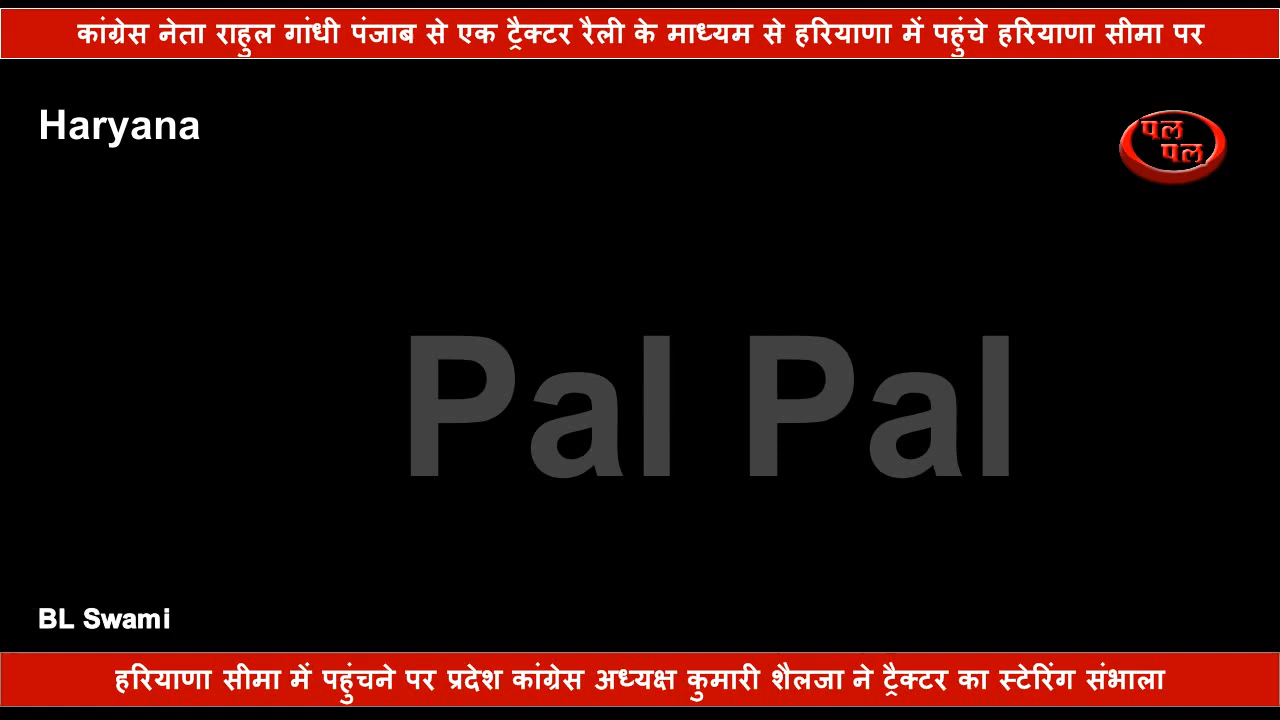 कांग्रेस नेता राहुल गांधी पंजाब से एक ट्रैक्टर रैली के माध्यम से हरियाणा में पहुंचे हरियाणा सीमा पर
Haryana
पल
पल
Pal Pal
BL Swami
हरियाणा सीमा में पहुंचने पर प्रदेश कांग्रेस अध्यक्ष कुमारी शैलजा ने ट्रैक्टर का स्टेरिंग संभाला